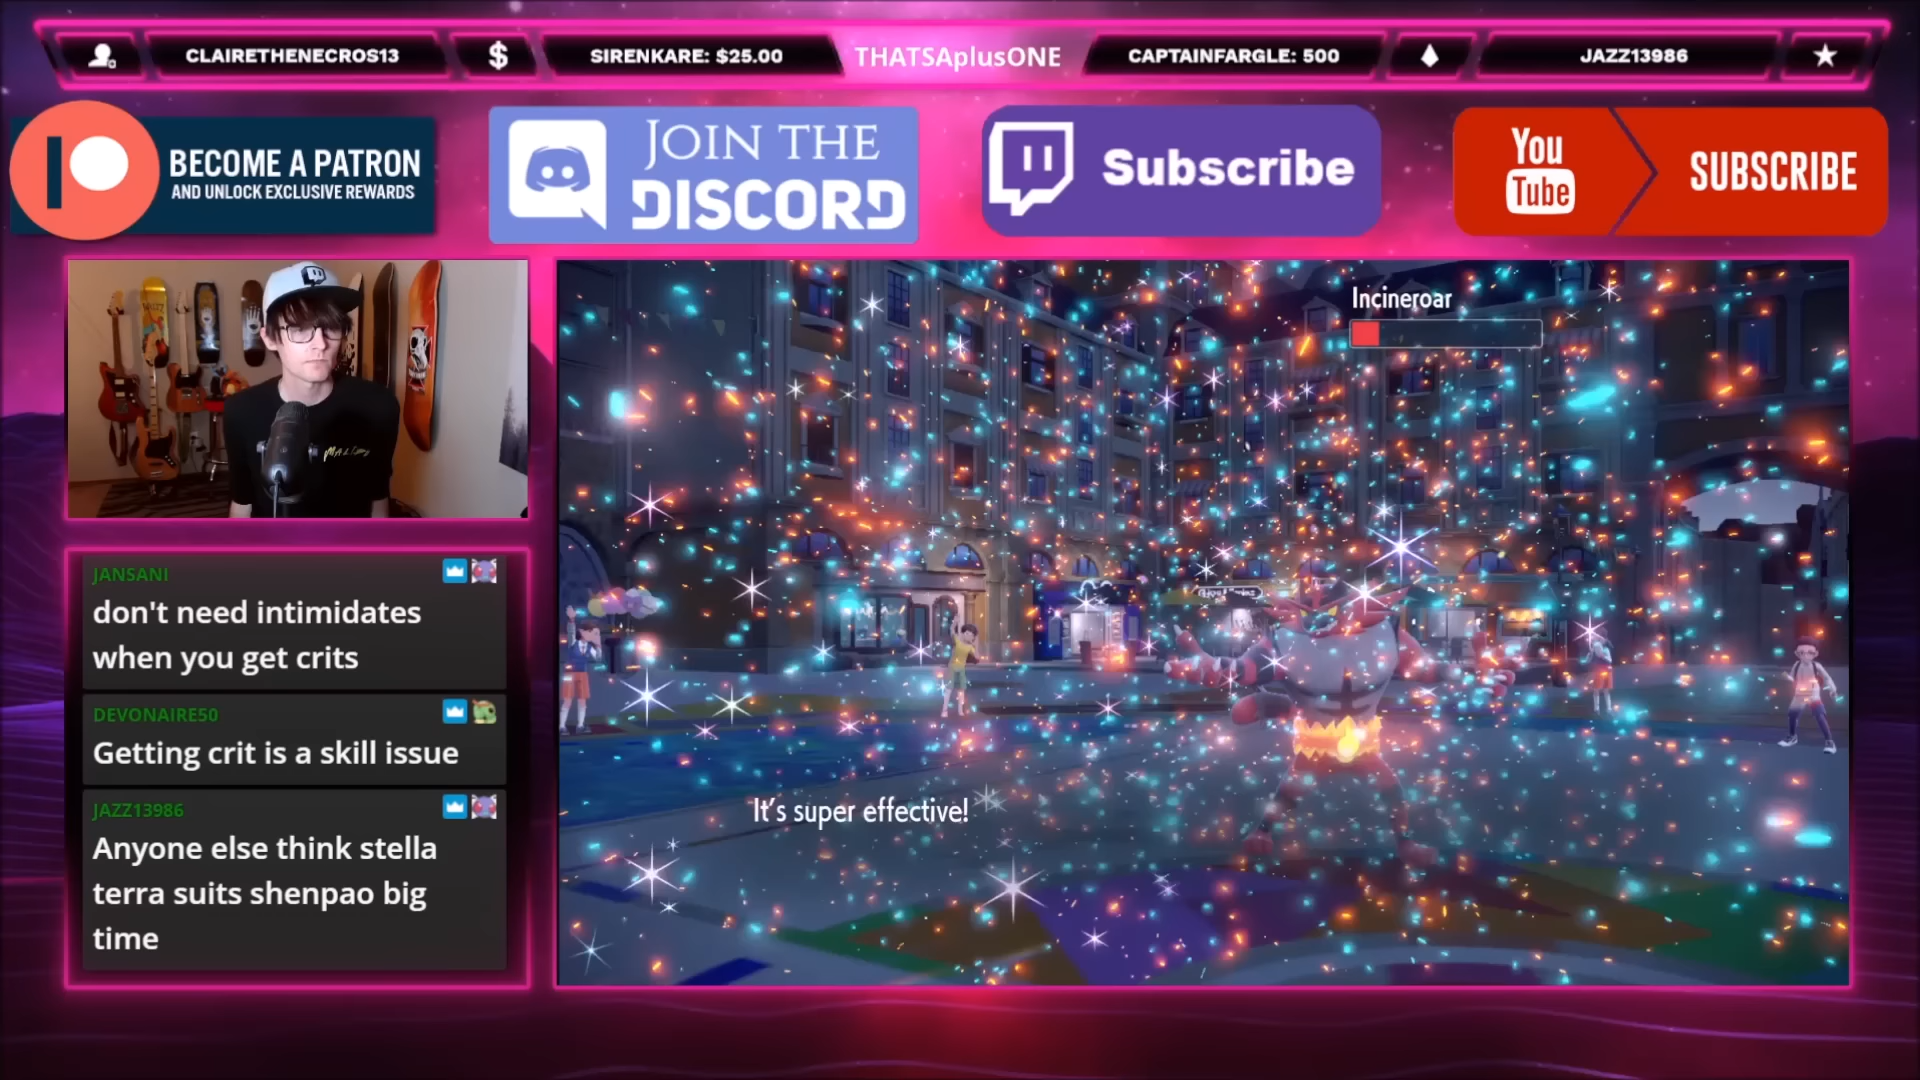 CLAIRETHENECROS13
$
SIRENKARE: $25.00
THATSAplusONE
CAPTAINFARGLE: 500
JAZZ13986
BECOME A PATRON
AND UNLOCK EXCLUSIVE REWARDS
JOIN THE
DISCORD
Subscribe
You
Tube
SUBSCRIBE
Incineroar
JANSANI
don't need intimidates
when you get crits
DEVONAIRE50
Getting crit is a skill issue
JAZZ13986
Anyone else think stella
terra suits shenpao big
time
It's super effective!